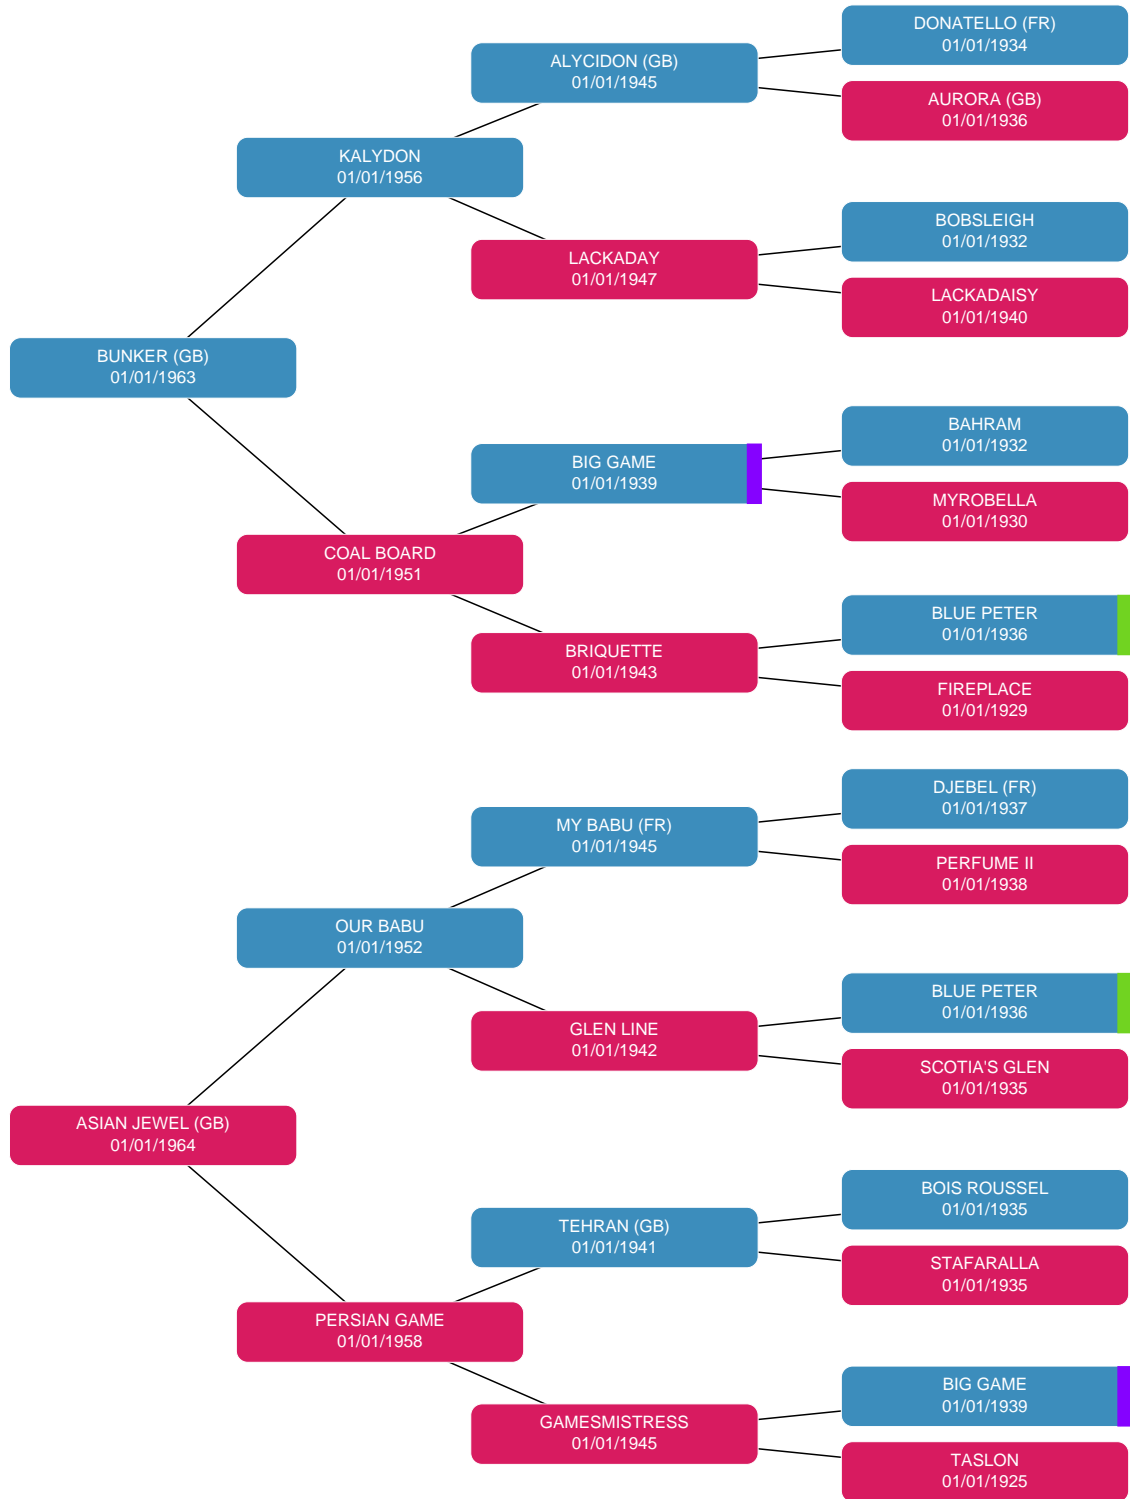 DONATELLO (FR)
01/01/1934
ALYCIDON (GB)
01/01/1945
AURORA (GB)
01/01/1936
KALYDON
01/01/1956
BOBSLEIGH
01/01/1932
LACKADAY
01/01/1947
LACKADAISY
01/01/1940
BUNKER (GB)
01/01/1963
BAHRAM
01/01/1932
BIG GAME
01/01/1939
MYROBELLA
01/01/1930
COAL BOARD
01/01/1951
BLUE PETER
01/01/1936
BRIQUETTE
01/01/1943
FIREPLACE
01/01/1929
DJEBEL (FR)
01/01/1937
MY BABU (FR)
01/01/1945
PERFUME II
01/01/1938
OUR BABU
01/01/1952
BLUE PETER
01/01/1936
GLEN LINE
01/01/1942
SCOTIA'S GLEN
01/01/1935
ASIAN JEWEL (GB)
01/01/1964
BOIS ROUSSEL
01/01/1935
TEHRAN (GB)
01/01/1941
STAFARALLA
01/01/1935
PERSIAN GAME
01/01/1958
BIG GAME
01/01/1939
GAMESMISTRESS
01/01/1945
TASLON
01/01/1925